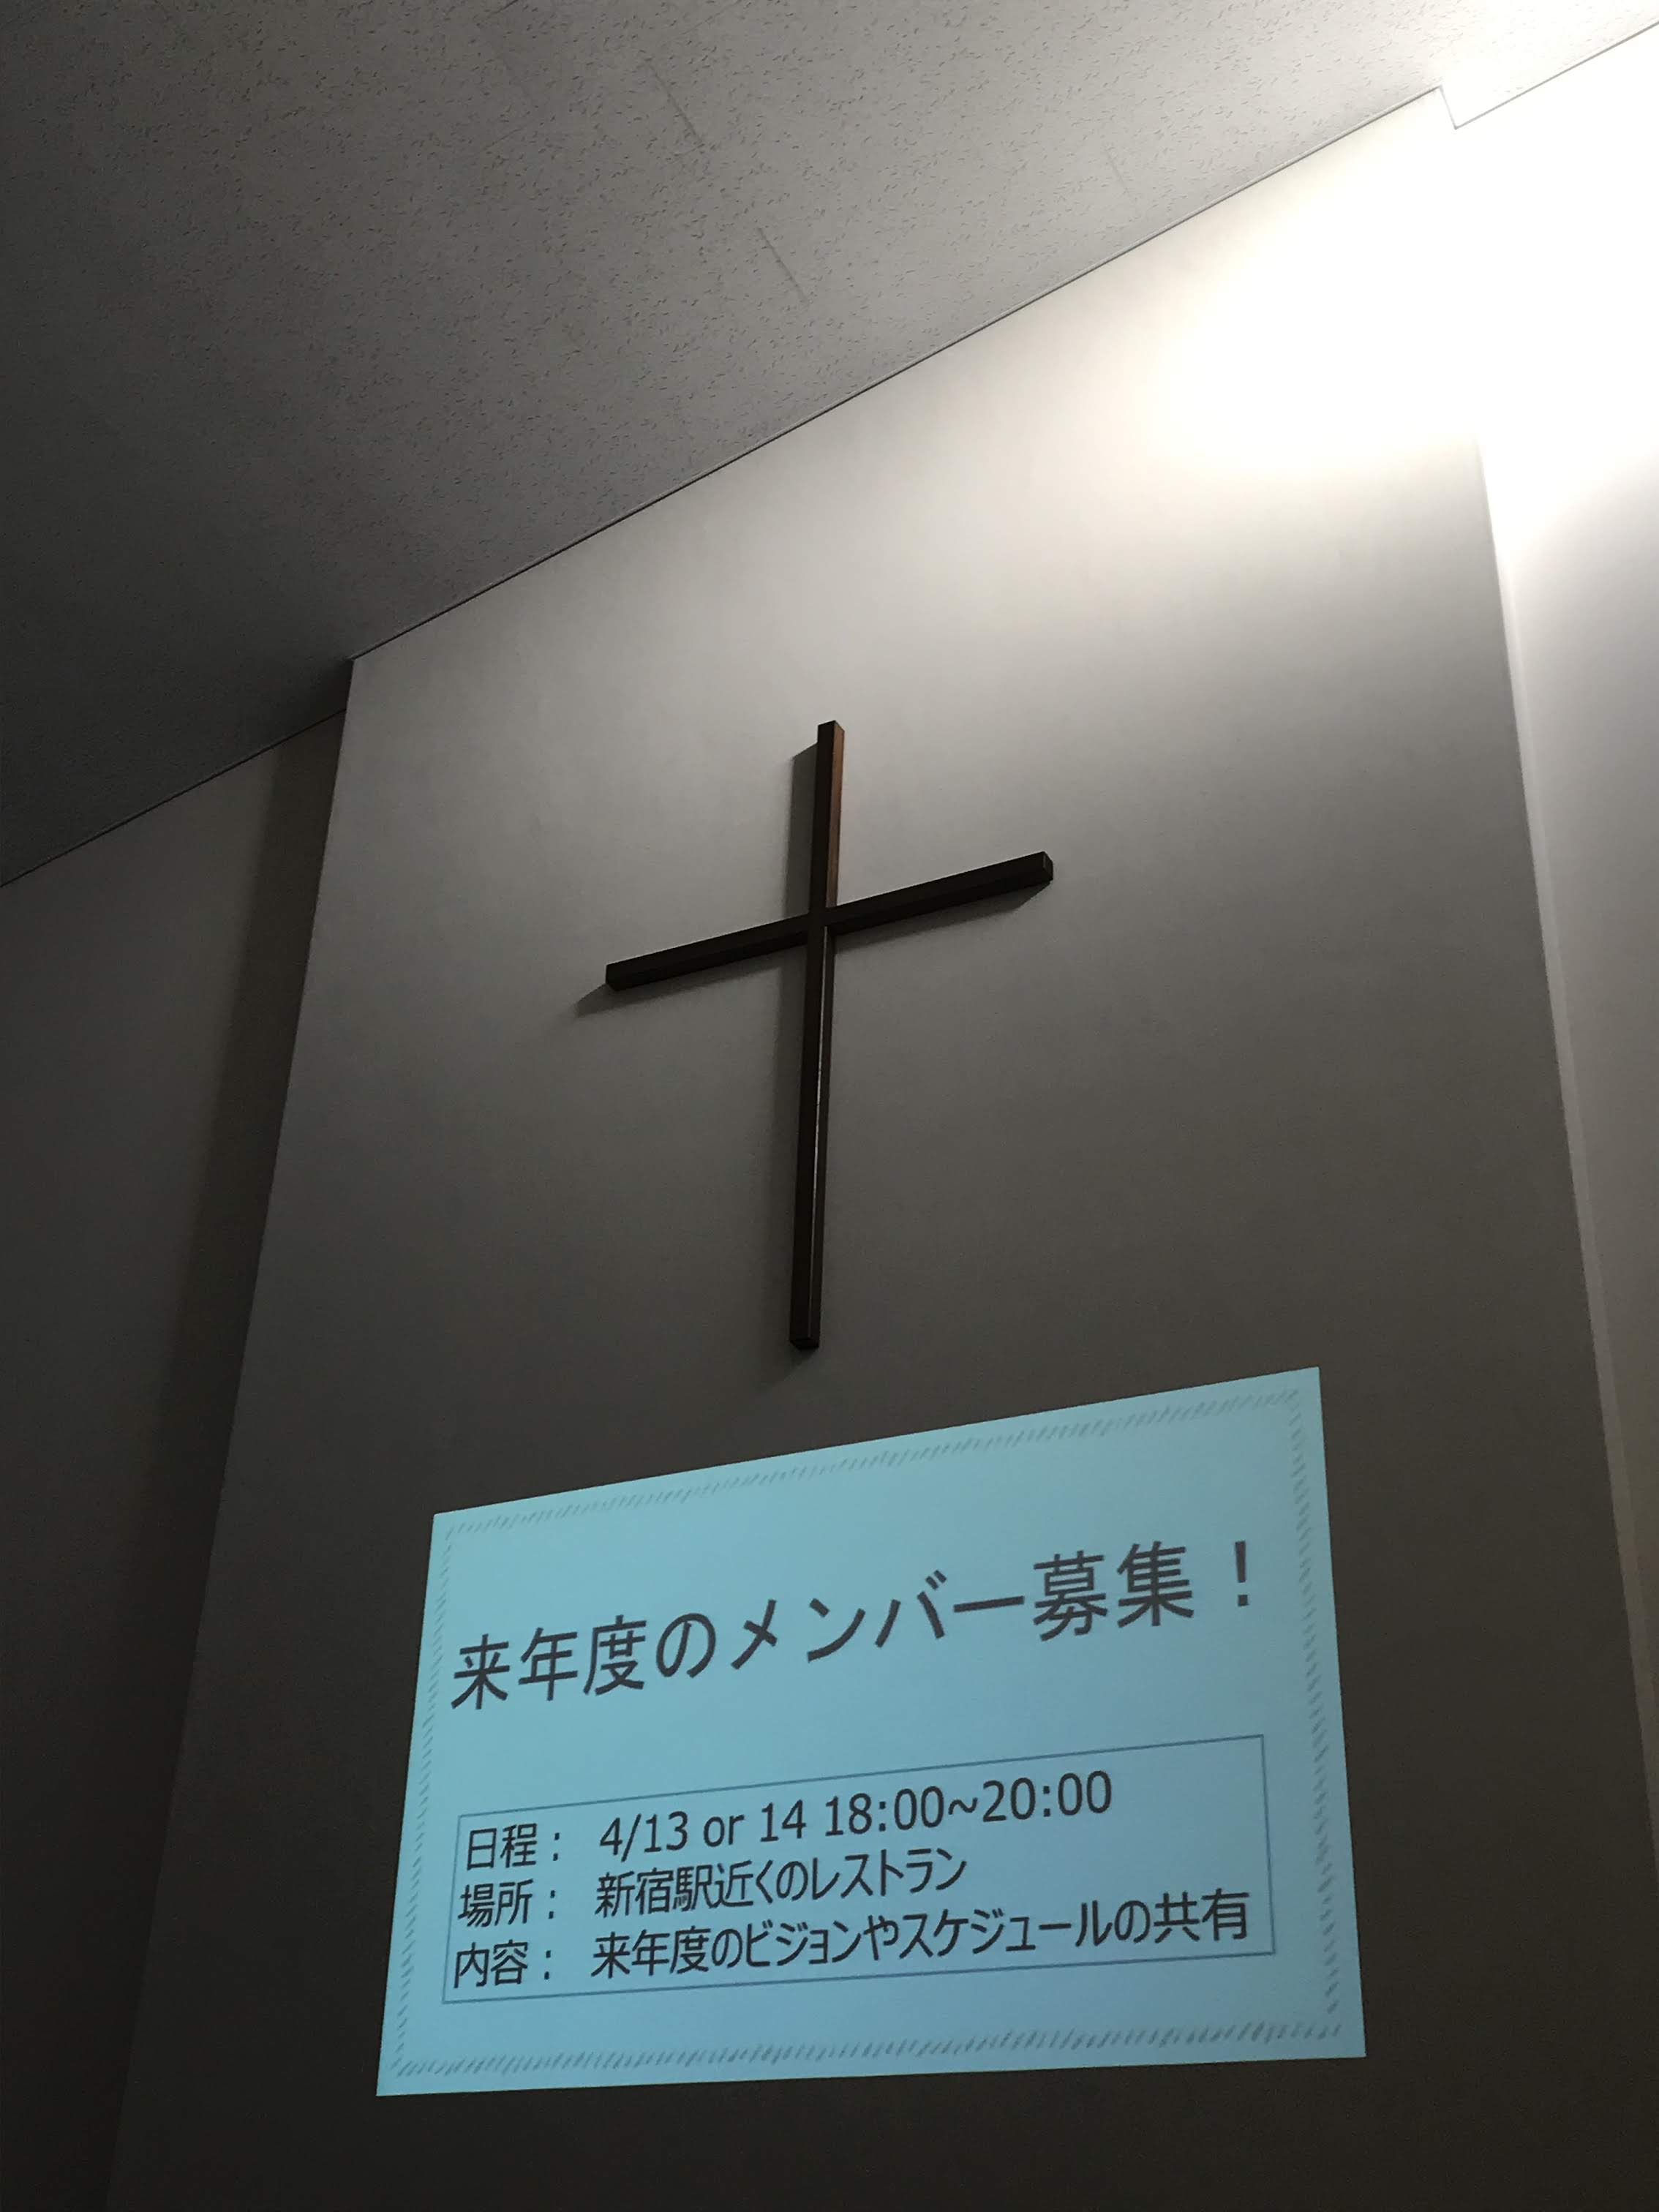 来年度のメンバー募集！
日程： 4/13 or 14 18:00~20:00
場所： 新宿駅近くのレストラン
内容： 来年度のビジョンやスケジュールの共有